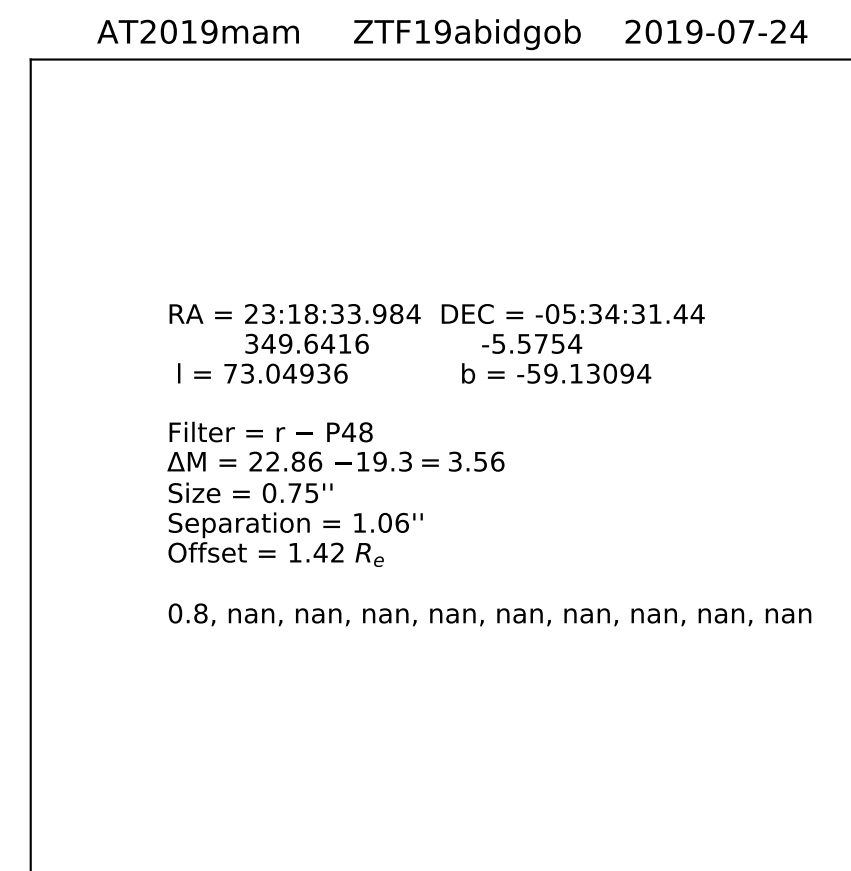 AT2019mam ZTF19abidgob 2019-07-24
RA = 23:18:33.984 DEC = -05:34:31.44
349.6416 -5.5754
l = 73.04936 b = -59.13094
Filter = r − P48
ΔM = 22.86 −19.3 = 3.56
Size = 0.75''
Separation = 1.06''
Offset = 1.42 Rₑ
0.8, nan, nan, nan, nan, nan, nan, nan, nan, nan